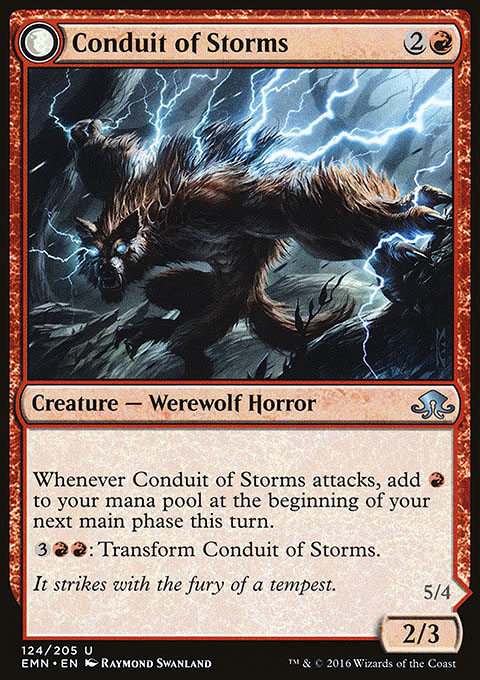 Conduit of Storms 2
Creature — Werewolf Horror
Whenever Conduit of Storms attacks, add
to your mana pool at the beginning of your
next main phase this turn.
3: Transform Conduit of Storms.
It strikes with the fury of a tempest.
5/4
2/3
124/205 U
EMN • EN Raymond Swanland
™ & © 2016 Wizards of the Coast